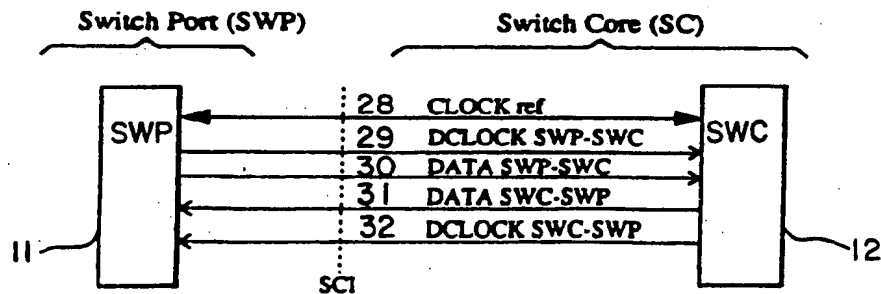 Switch Port (SWP) Switch Core (SC)
28 CLOCK ref
SWP 29 DCLOCK SWP-SWC SWC
30 DATA SWP-SWC
31 DATA SWC-SWP
32 DCLOCK SWC-SWP
11 12
SCI